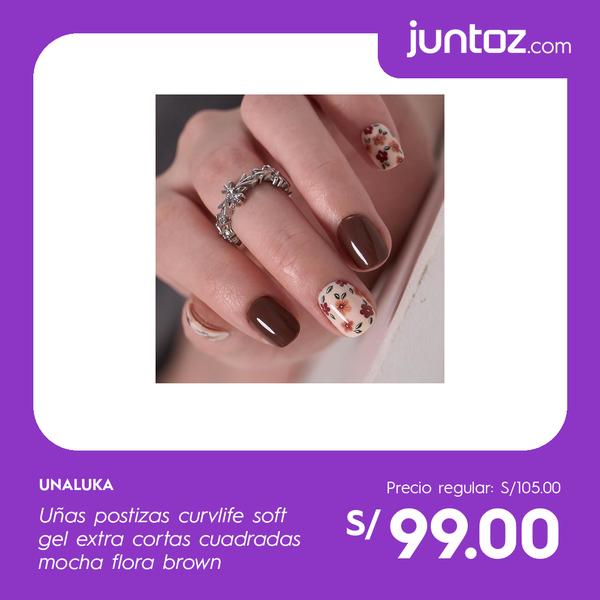 juntoz.com
UNALUKA
Uñas postizas curvlife soft
gel extra cortas cuadradas
mocha flora brown
Precio regular: S/105.00
S/99.00